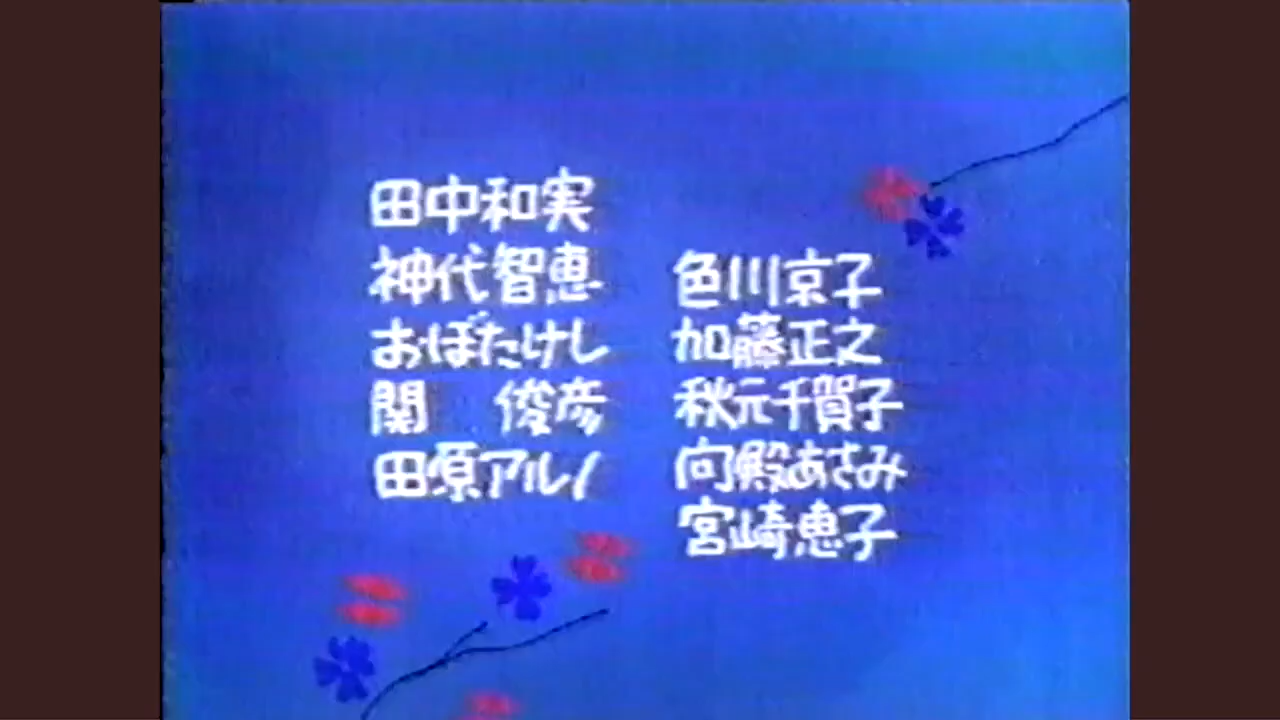 田中和実
神代智恵
おぼたけし
関 俊彦
田原アルノ
色川京子
加藤正之
秋元千賀子
向殿あさみ
宮崎恵子